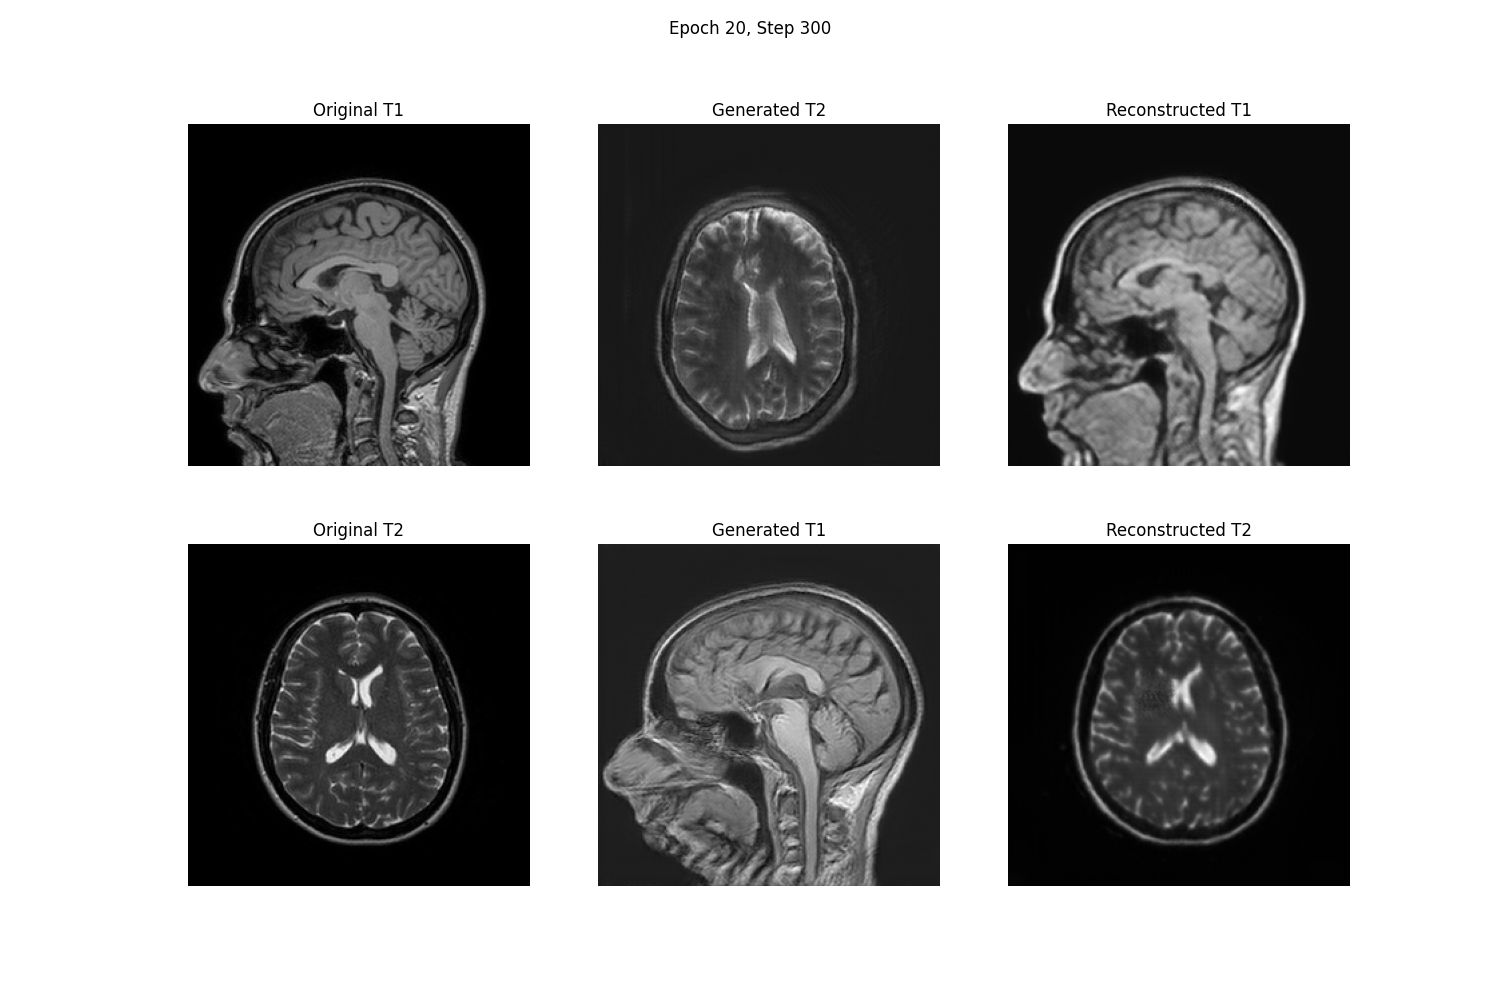 Epoch 20, Step 300
Original T1
Generated T2
Reconstructed T1
Original T2
Generated T1
Reconstructed T2